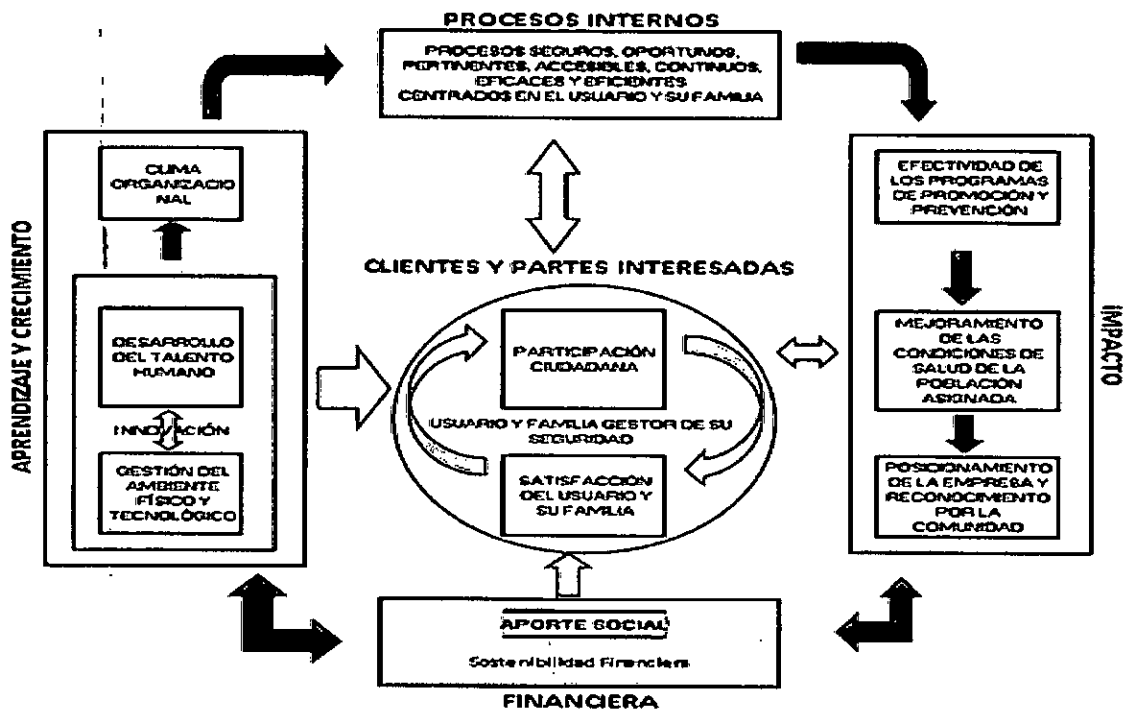 PROCESOS INTERNOS
PROCESOS SEGUROS, OPORTUNOS,
PERTINENTES, ACCESIBLES, CONTINUOS,
EFICACES Y EFICIENTES
CENTRADOS EN EL USUARIO Y SU FAMILIA
APRENDIZAJE Y CRECIMIENTO
CLIMA
ORGANIZACIO
NAL
DESARROLLO
DEL TALENTO
HUMANO
INNOVACIÓN
GESTIÓN DEL
AMBIENTE
FÍSICO Y
TECNOLÓGICO
CLIENTES Y PARTES INTERESADAS
PARTICIPACIÓN
CIUDADANA
USUARIO Y FAMILIA GESTOR DE SU
SEGURIDAD
SATISFACCIÓN
DEL USUARIO Y
SU FAMILIA
EFECTIVIDAD DE
LOS PROGRAMAS
DE PROMOCIÓN Y
PREVENCIÓN
MEJORAMIENTO
DE LAS
CONDICIONES DE
SALUD DE LA
POBLACIÓN
ASIGNADA
POSICIONAMIENTO
DE LA EMPRESA Y
RECONOCIMIENTO
POR LA
COMUNIDAD
IMPACTO
APORTE SOCIAL
Sostenibilidad Financiera
FINANCIERA